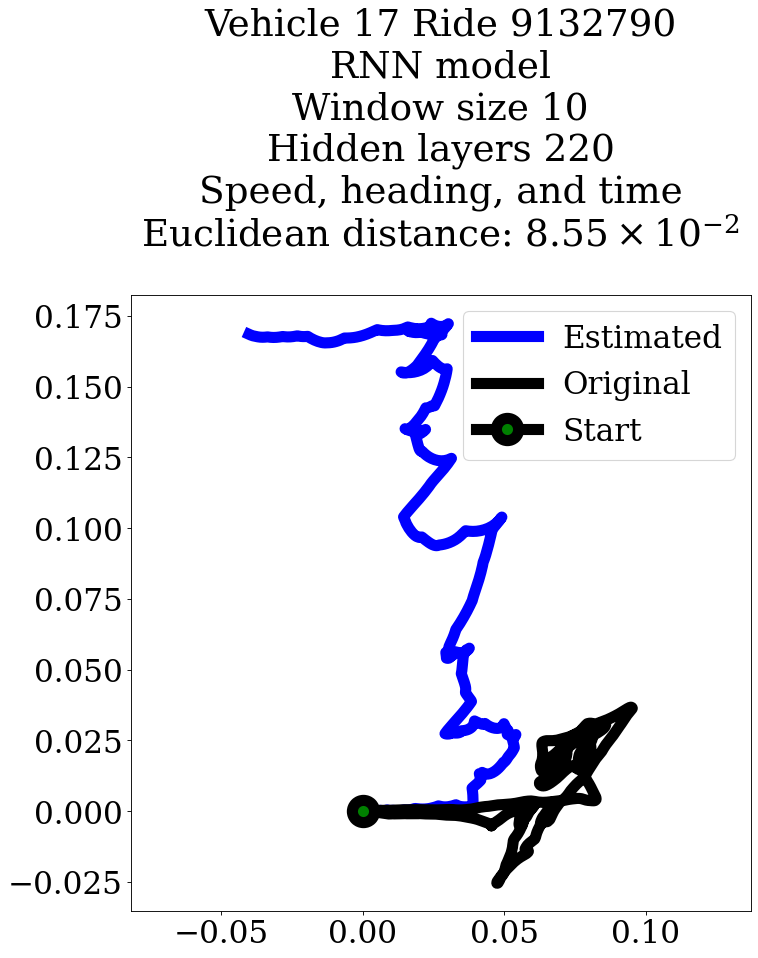 Vehicle 17 Ride 9132790
RNN model
Window size 10
Hidden layers 220
Speed, heading, and time
Euclidean distance: 8.55 × 10⁻²
Estimated
Original
Start
0.175
0.150
0.125
0.100
0.075
0.050
0.025
0.000
−0.025
−0.05 0.00 0.05 0.10